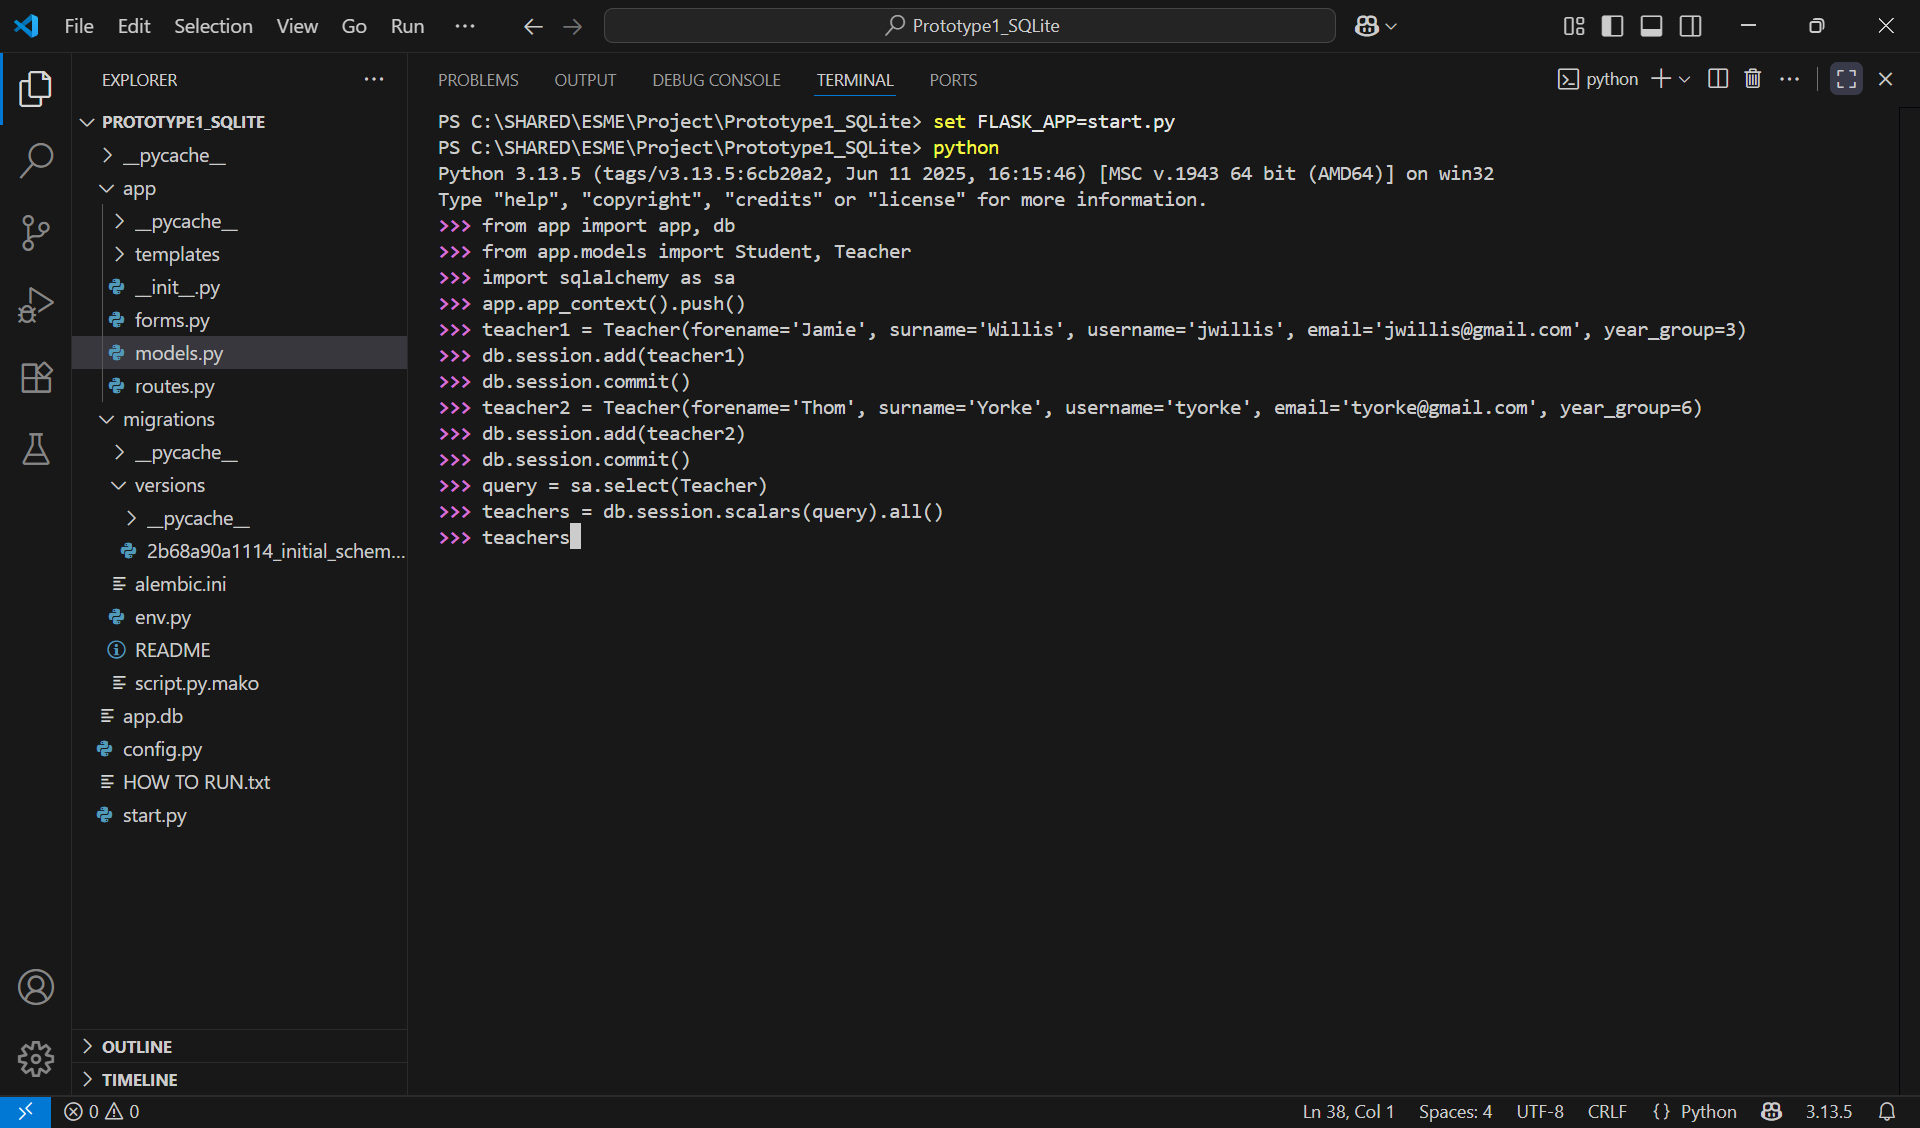 File Edit Selection View Go Run ··· Prototype1_SQLite
EXPLORER ···
PROTOTYPE1_SQLITE
__pycache__
app
__pycache__
templates
__init__.py
forms.py
models.py
routes.py
migrations
__pycache__
versions
__pycache__
2b68a90a1114_initial_schem...
alembic.ini
env.py
README
script.py.mako
app.db
config.py
HOW TO RUN.txt
start.py
OUTLINE
TIMELINE
PROBLEMS OUTPUT DEBUG CONSOLE TERMINAL PORTS python ···
PS C:\SHARED\ESME\Project\Prototype1_SQLite> set FLASK_APP=start.py
PS C:\SHARED\ESME\Project\Prototype1_SQLite> python
Python 3.13.5 (tags/v3.13.5:6cb20a2, Jun 11 2025, 16:15:46) [MSC v.1943 64 bit (AMD64)] on win32
Type "help", "copyright", "credits" or "license" for more information.
>>> from app import app, db
>>> from app.models import Student, Teacher
>>> import sqlalchemy as sa
>>> app.app_context().push()
>>> teacher1 = Teacher(forename='Jamie', surname='Willis', username='jwillis', email='jwillis@gmail.com', year_group=3)
>>> db.session.add(teacher1)
>>> db.session.commit()
>>> teacher2 = Teacher(forename='Thom', surname='Yorke', username='tyorke', email='tyorke@gmail.com', year_group=6)
>>> db.session.add(teacher2)
>>> db.session.commit()
>>> query = sa.select(Teacher)
>>> teachers = db.session.scalars(query).all()
>>> teachers
0 0 Ln 38, Col 1 Spaces: 4 UTF-8 CRLF {} Python 3.13.5